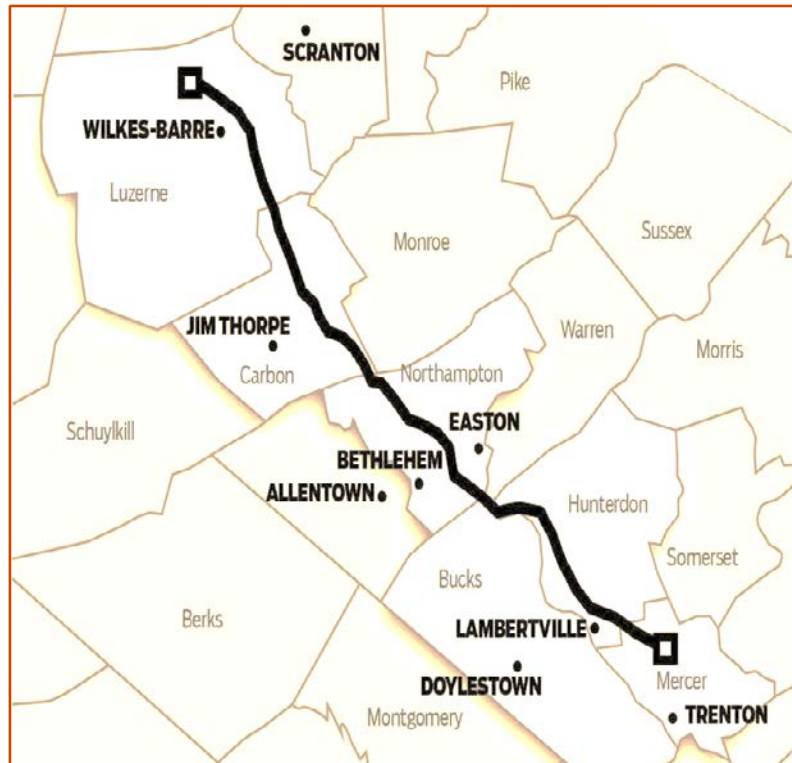 SCRANTON
Pike
WILKES-BARRE
Luzerne
Sussex
Monroe
JIM THORPE
Warren
Morris
Carbon
Northampton
Schuylkill
EASTON
BETHLEHEM
ALLENTOWN
Hunterdon
Somerset
Bucks
Berks
LAMBERTVILLE
DOYLESTOWN
Mercer
Montgomery
TRENTON